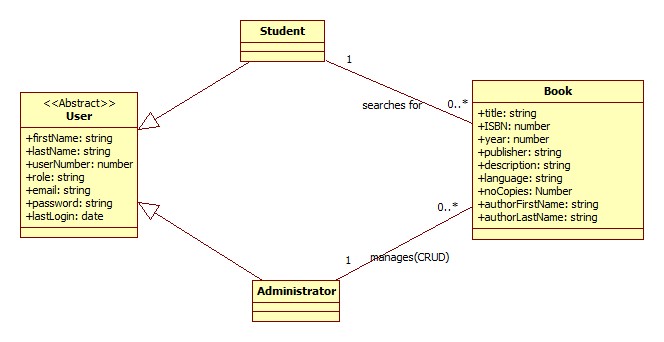 Student
1
searches for
0..*
<<Abstract>>
User
+firstName: string
+lastName: string
+userNumber: number
+role: string
+email: string
+password: string
+lastLogin: date
Book
+title: string
+ISBN: number
+year: number
+publisher: string
+description: string
+language: string
+noCopies: Number
+authorFirstName: string
+authorLastName: string
0..*
1
manages(CRUD)
Administrator